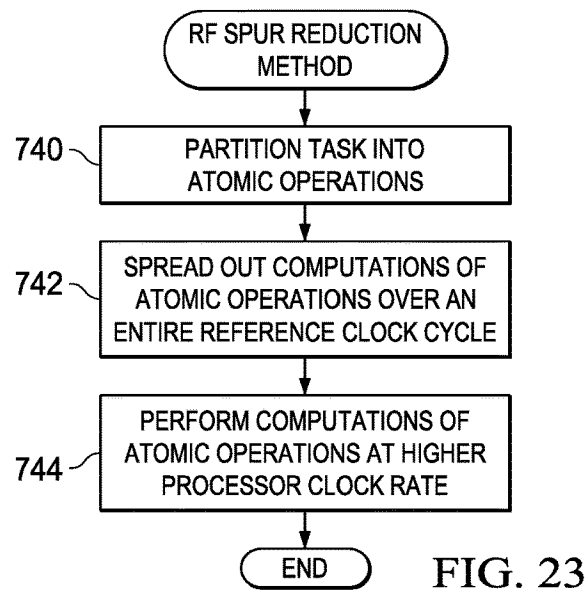 RF SPUR REDUCTION
METHOD
740
PARTITION TASK INTO
ATOMIC OPERATIONS
742
SPREAD OUT COMPUTATIONS OF
ATOMIC OPERATIONS OVER AN
ENTIRE REFERENCE CLOCK CYCLE
744
PERFORM COMPUTATIONS OF
ATOMIC OPERATIONS AT HIGHER
PROCESSOR CLOCK RATE
END
FIG. 23